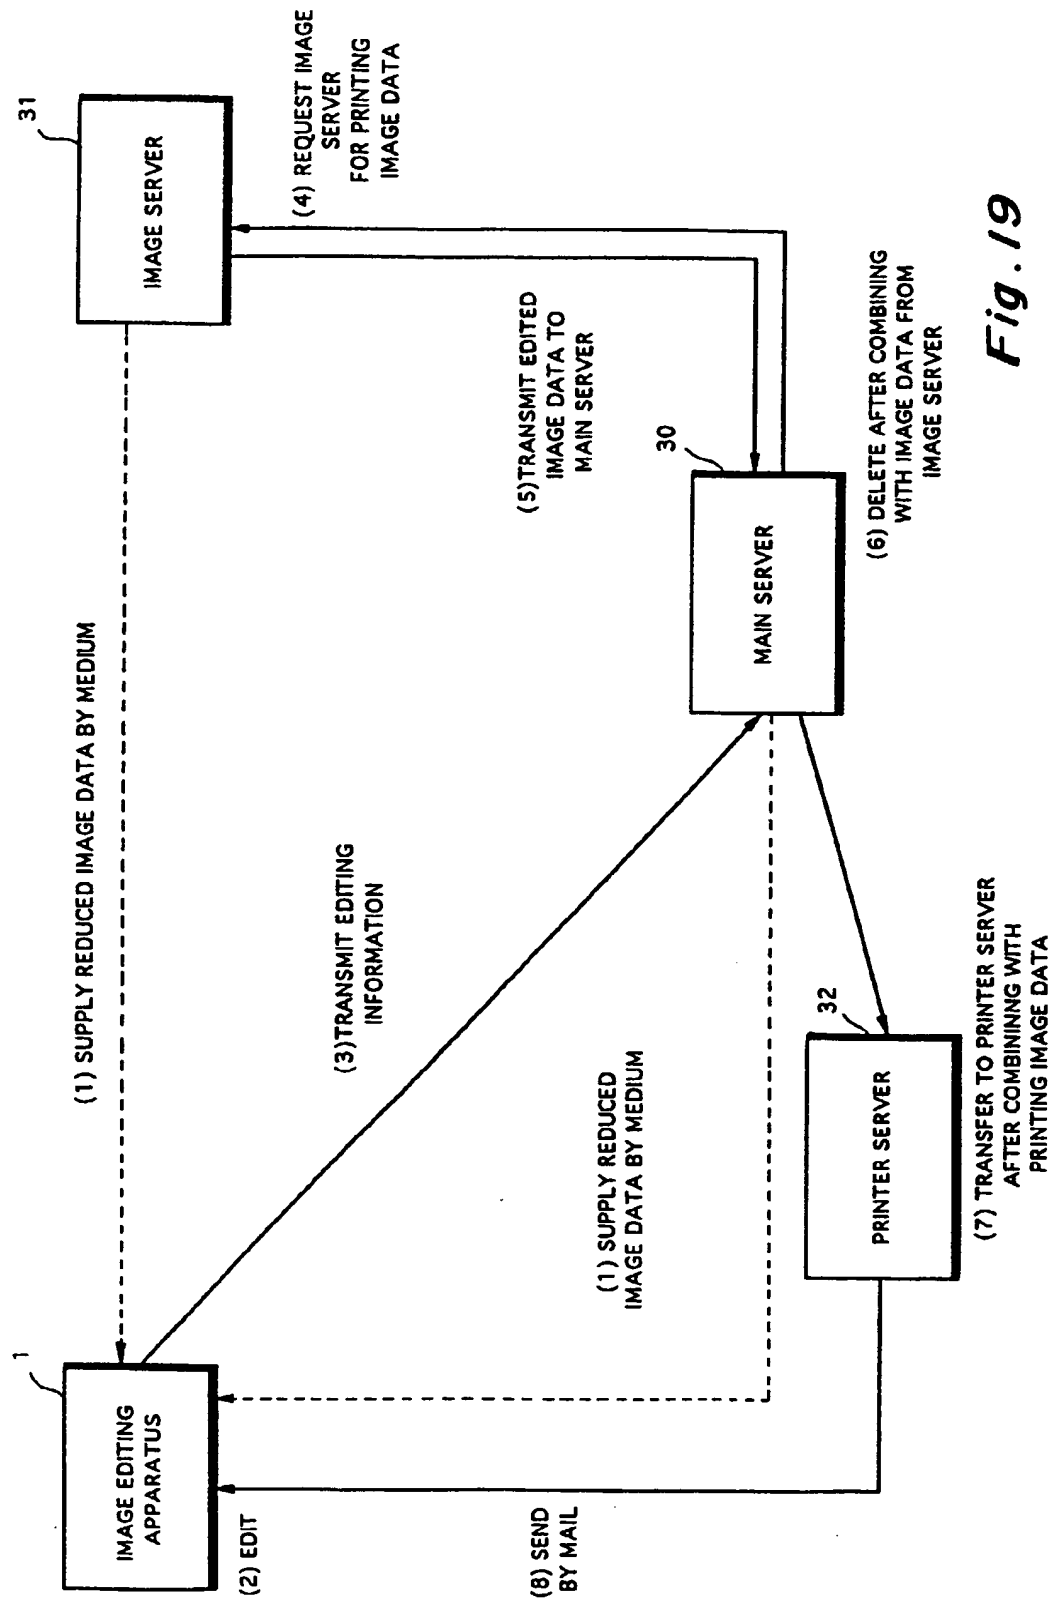 1
IMAGE EDITING
APPARATUS
(2) EDIT
(1) SUPPLY REDUCED IMAGE DATA BY MEDIUM
31
IMAGE SERVER
(4) REQUEST IMAGE
SERVER
FOR PRINTING
IMAGE DATA
(3)TRANSMIT EDITING
INFORMATION
(5)TRANSMIT EDITED
IMAGE DATA TO
MAIN SERVER
(8) SEND
BY MAIL
(1) SUPPLY REDUCED
IMAGE DATA BY MEDIUM
30
MAIN SERVER
(6) DELETE AFTER COMBINING
WITH IMAGE DATA FROM
IMAGE SERVER
32
PRINTER SERVER
(7) TRANSFER TO PRINTER SERVER
AFTER COMBININNG WITH
PRINTING IMAGE DATA
Fig.19